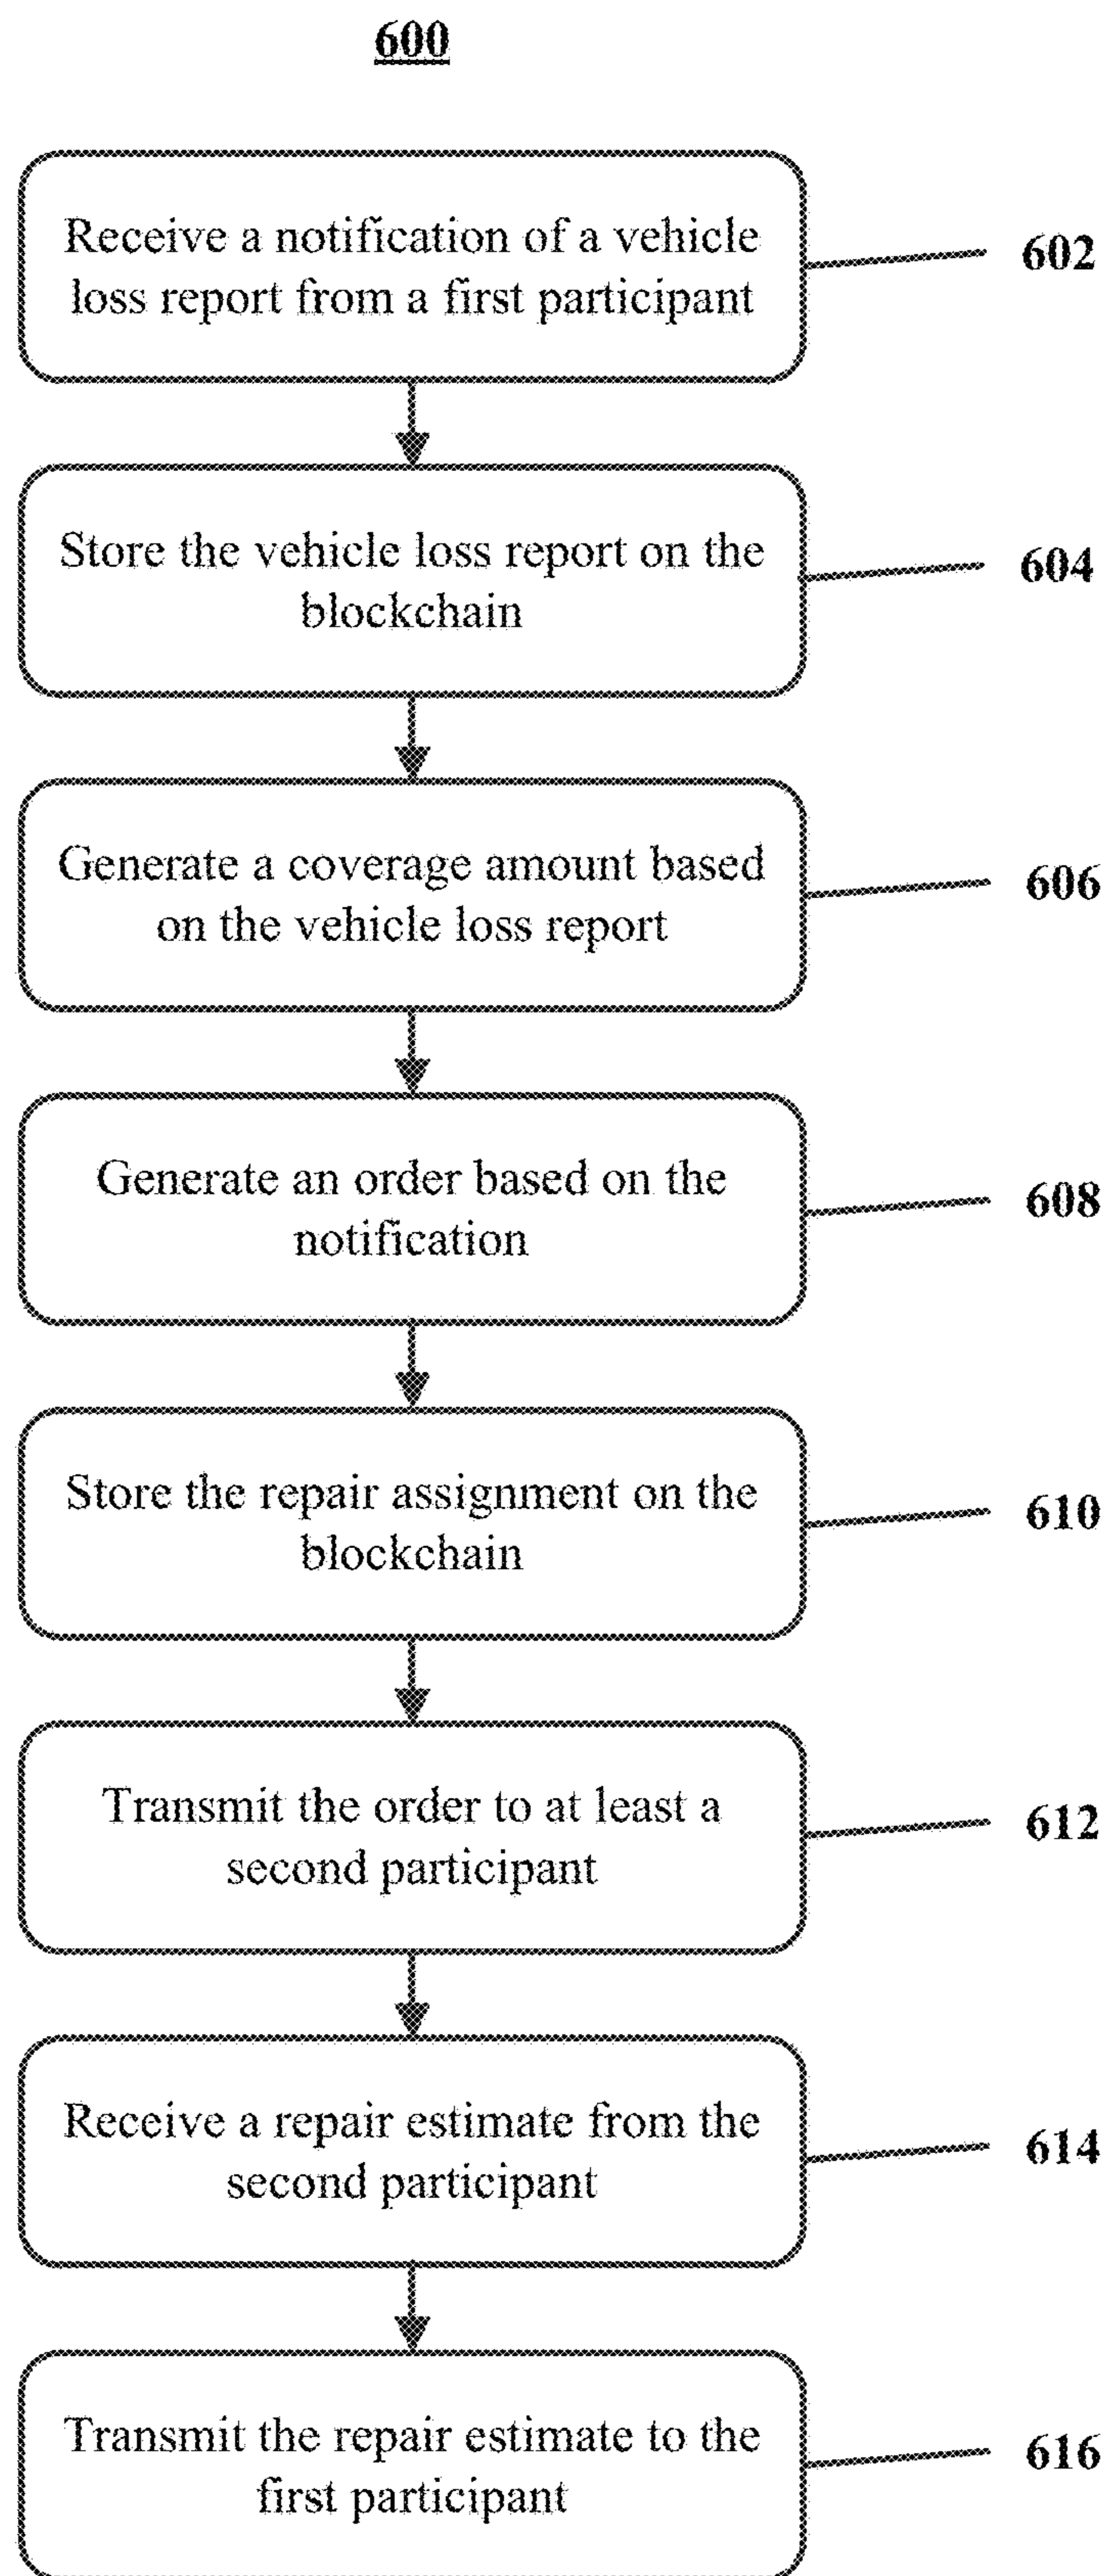 600
Receive a notification of a vehicle
loss report from a first participant
602
Store the vehicle loss report on the
blockchain
604
Generate a coverage amount based
on the vehicle loss report
606
Generate an order based on the
notification
608
Store the repair assignment on the
blockchain
610
Transmit the order to at least a
second participant
612
Receive a repair estimate from the
second participant
614
Transmit the repair estimate to the
first participant
616